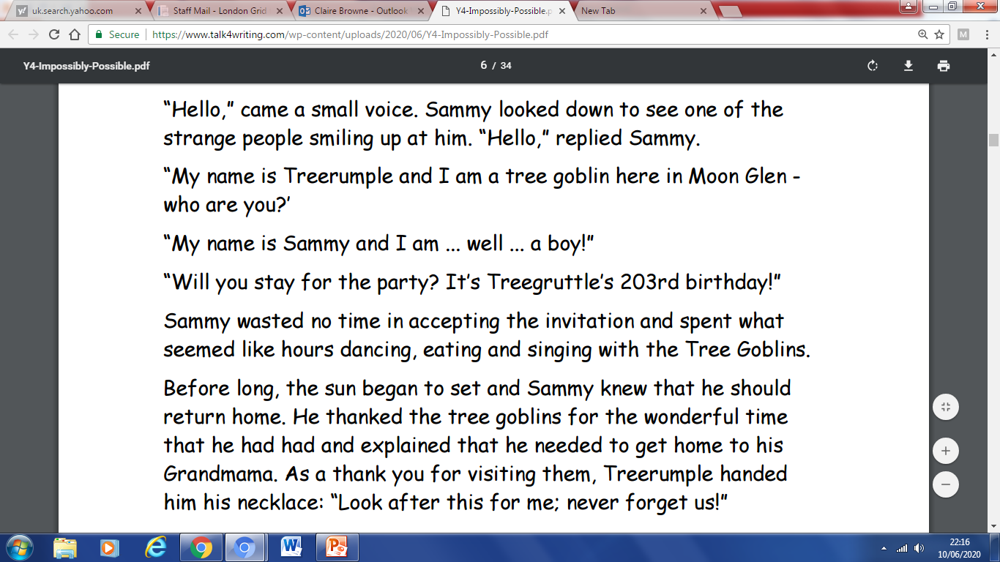 uk.search.yahoo.com
Staff Mail - London Grid
Claire Browne - Outlook
Y4-Impossibly-Possible.p
New Tab
Secure
https://www.talk4writing.com/wp-content/uploads/2020/06/Y4-Impossibly-Possible.pdf
Y4-Impossibly-Possible.pdf
6 / 34
“Hello,” came a small voice. Sammy looked down to see one of the
strange people smiling up at him. “Hello,” replied Sammy.
“My name is Treerumple and I am a tree goblin here in Moon Glen -
who are you?’
“My name is Sammy and I am ... well ... a boy!”
“Will you stay for the party? It’s Treegruttle’s 203rd birthday!”
Sammy wasted no time in accepting the invitation and spent what
seemed like hours dancing, eating and singing with the Tree Goblins.
Before long, the sun began to set and Sammy knew that he should
return home. He thanked the tree goblins for the wonderful time
that he had had and explained that he needed to get home to his
Grandmama. As a thank you for visiting them, Treerumple handed
him his necklace: “Look after this for me; never forget us!”
22:16
10/06/2020